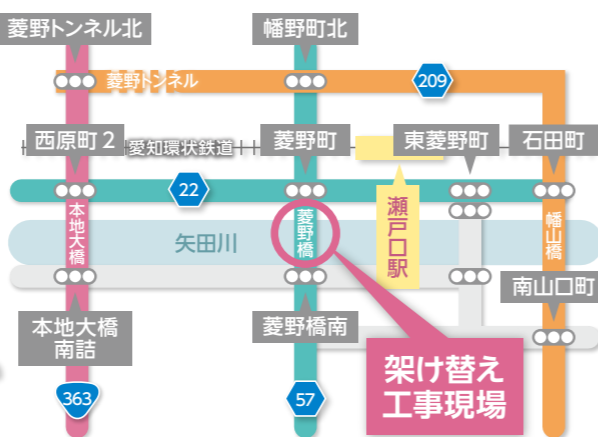 菱野トンネル北
幡野町北
菱野トンネル
209
西原町2
愛知環状鉄道
菱野町
東菱野町
石田町
22
本地大橋
矢田川
菱野橋
瀬戸口駅
幡山橋
本地大橋
南詰
菱野橋南
南山口町
架け替え
工事現場
363
57